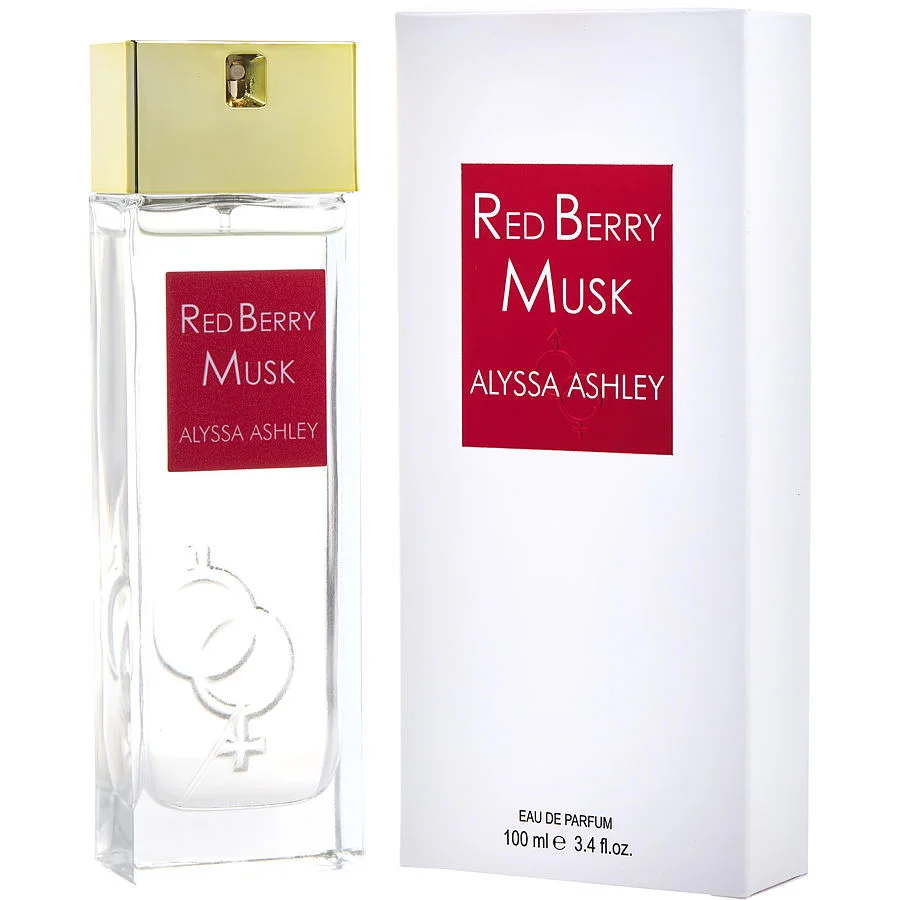 RED BERRY
MUSK
ALYSSA ASHLEY
RED BERRY
MUSK
ALYSSA ASHLEY
EAU DE PARFUM
100 ml e 3.4 fl.oz.